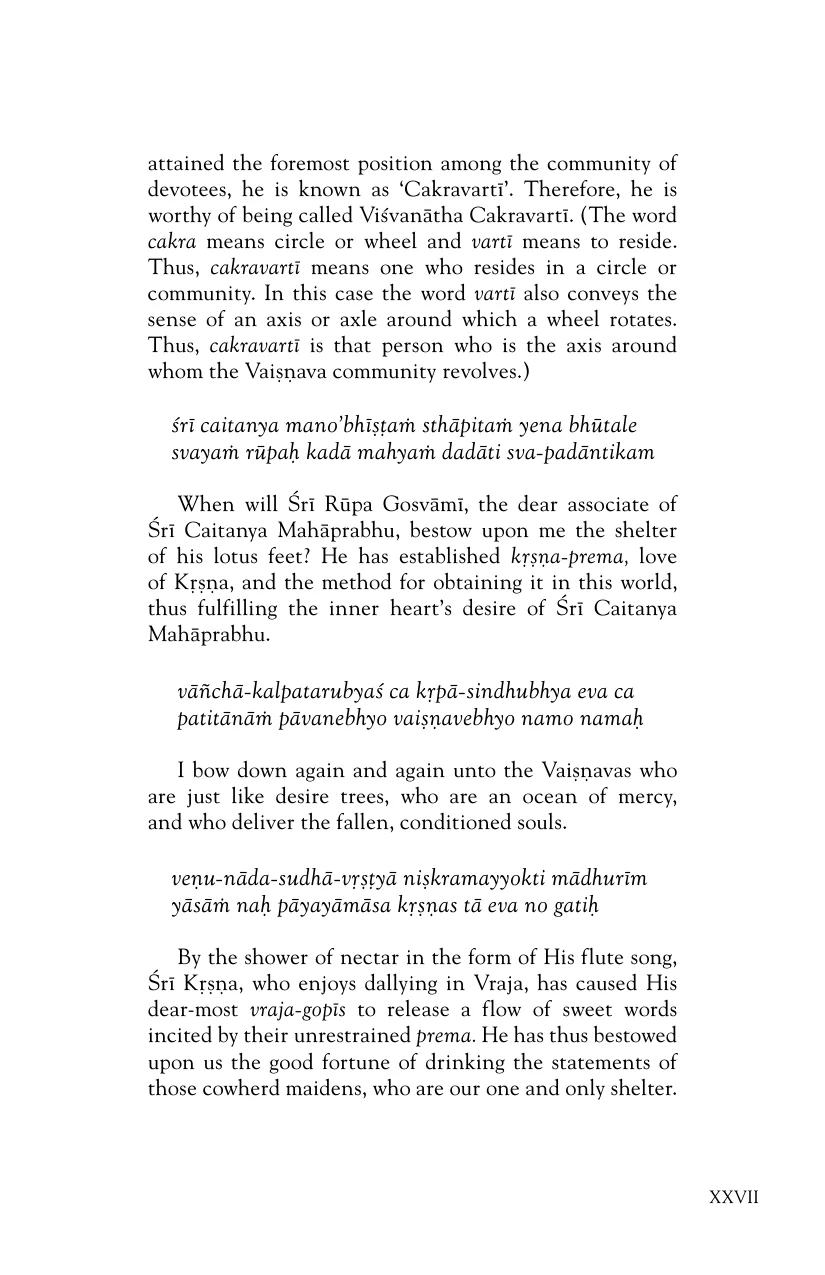 attained the foremost position among the community of
devotees, he is known as ‘Cakravartī’. Therefore, he is
worthy of being called Viśvanātha Cakravartī. (The word
cakra means circle or wheel and vartī means to reside.
Thus, cakravartī means one who resides in a circle or
community. In this case the word vartī also conveys the
sense of an axis or axle around which a wheel rotates.
Thus, cakravartī is that person who is the axis around
whom the Vaiṣṇava community revolves.)
śrī caitanya mano’bhīṣṭaṁ sthāpitaṁ yena bhūtale
svayaṁ rūpaḥ kadā mahyaṁ dadāti sva-padāntikam
When will Śrī Rūpa Gosvāmī, the dear associate of
Śrī Caitanya Mahāprabhu, bestow upon me the shelter
of his lotus feet? He has established kṛṣṇa-prema, love
of Kṛṣṇa, and the method for obtaining it in this world,
thus fulfilling the inner heart’s desire of Śrī Caitanya
Mahāprabhu.
vāñchā-kalpatarubyaś ca kṛpā-sindhubhya eva ca
patitānāṁ pāvanebhyo vaiṣṇavebhyo namo namaḥ
I bow down again and again unto the Vaiṣṇavas who
are just like desire trees, who are an ocean of mercy,
and who deliver the fallen, conditioned souls.
veṇu-nāda-sudhā-vṛṣṭyā niṣkramayyokti mādhurīm
yāsāṁ naḥ pāyayāmāsa kṛṣṇas tā eva no gatiḥ
By the shower of nectar in the form of His flute song,
Śrī Kṛṣṇa, who enjoys dallying in Vraja, has caused His
dear-most vraja-gopīs to release a flow of sweet words
incited by their unrestrained prema. He has thus bestowed
upon us the good fortune of drinking the statements of
those cowherd maidens, who are our one and only shelter.
XXVII